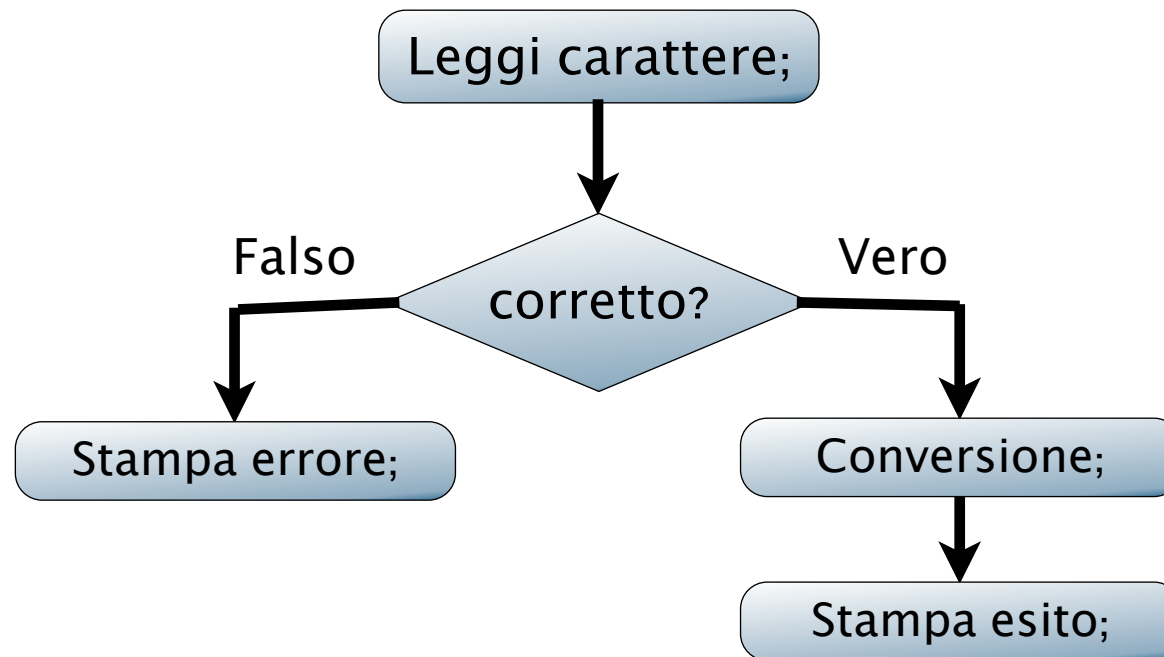 Leggi carattere;
Falso
Vero
corretto?
Stampa errore;
Conversione;
Stampa esito;